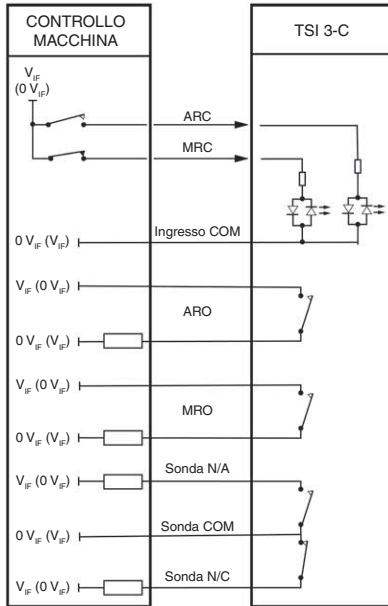 CONTROLLO
MACCHINA
TSI 3-C
V_IF
(0 V_IF)
ARC
MRC
Ingresso COM
0 V_IF (V_IF)
V_IF (0 V_IF)
ARO
0 V_IF (V_IF)
V_IF (0 V_IF)
MRO
0 V_IF (V_IF)
Sonda N/A
V_IF (0 V_IF)
Sonda COM
0 V_IF (V_IF)
Sonda N/C
V_IF (0 V_IF)